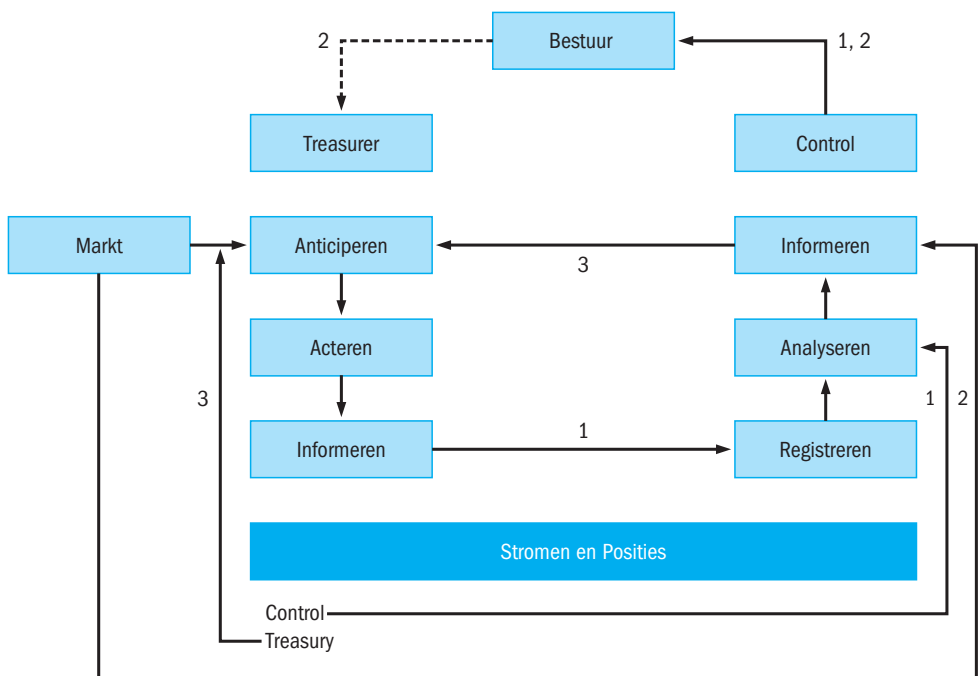 2
Bestuur
1, 2
Treasurer
Control
Markt
Anticiperen
Informeren
3
Acteren
Analyseren
3
1
2
Informeren
1
Registreren
Stromen en Posities
Control
Treasury